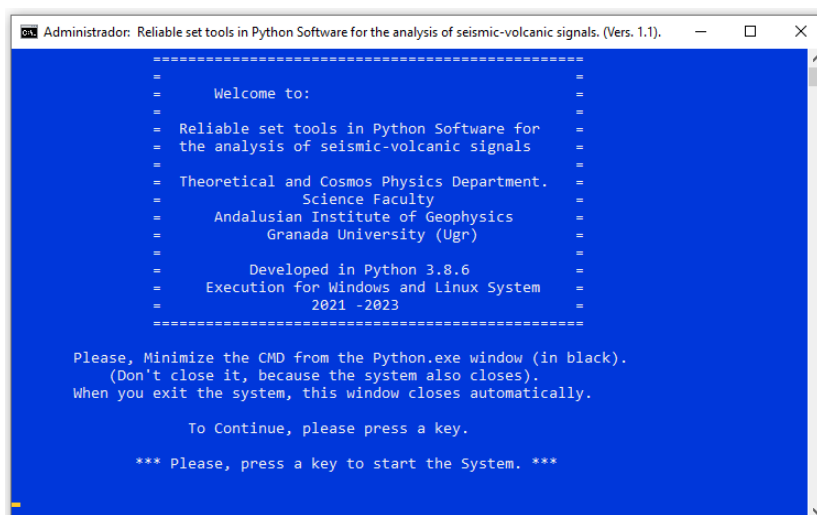 Administrador: Reliable set tools in Python Software for the analysis of seismic-volcanic signals. (Vers. 1.1).
=================================================
= =
= Welcome to: =
= =
= Reliable set tools in Python Software for =
= the analysis of seismic-volcanic signals =
= =
= Theoretical and Cosmos Physics Department. =
= Science Faculty =
= Andalusian Institute of Geophysics =
= Granada University (Ugr) =
= =
= Developed in Python 3.8.6 =
= Execution for Windows and Linux System =
= 2021 -2023 =
=================================================
Please, Minimize the CMD from the Python.exe window (in black).
(Don't close it, because the system also closes).
When you exit the system, this window closes automatically.
To Continue, please press a key.
*** Please, press a key to start the System. ***